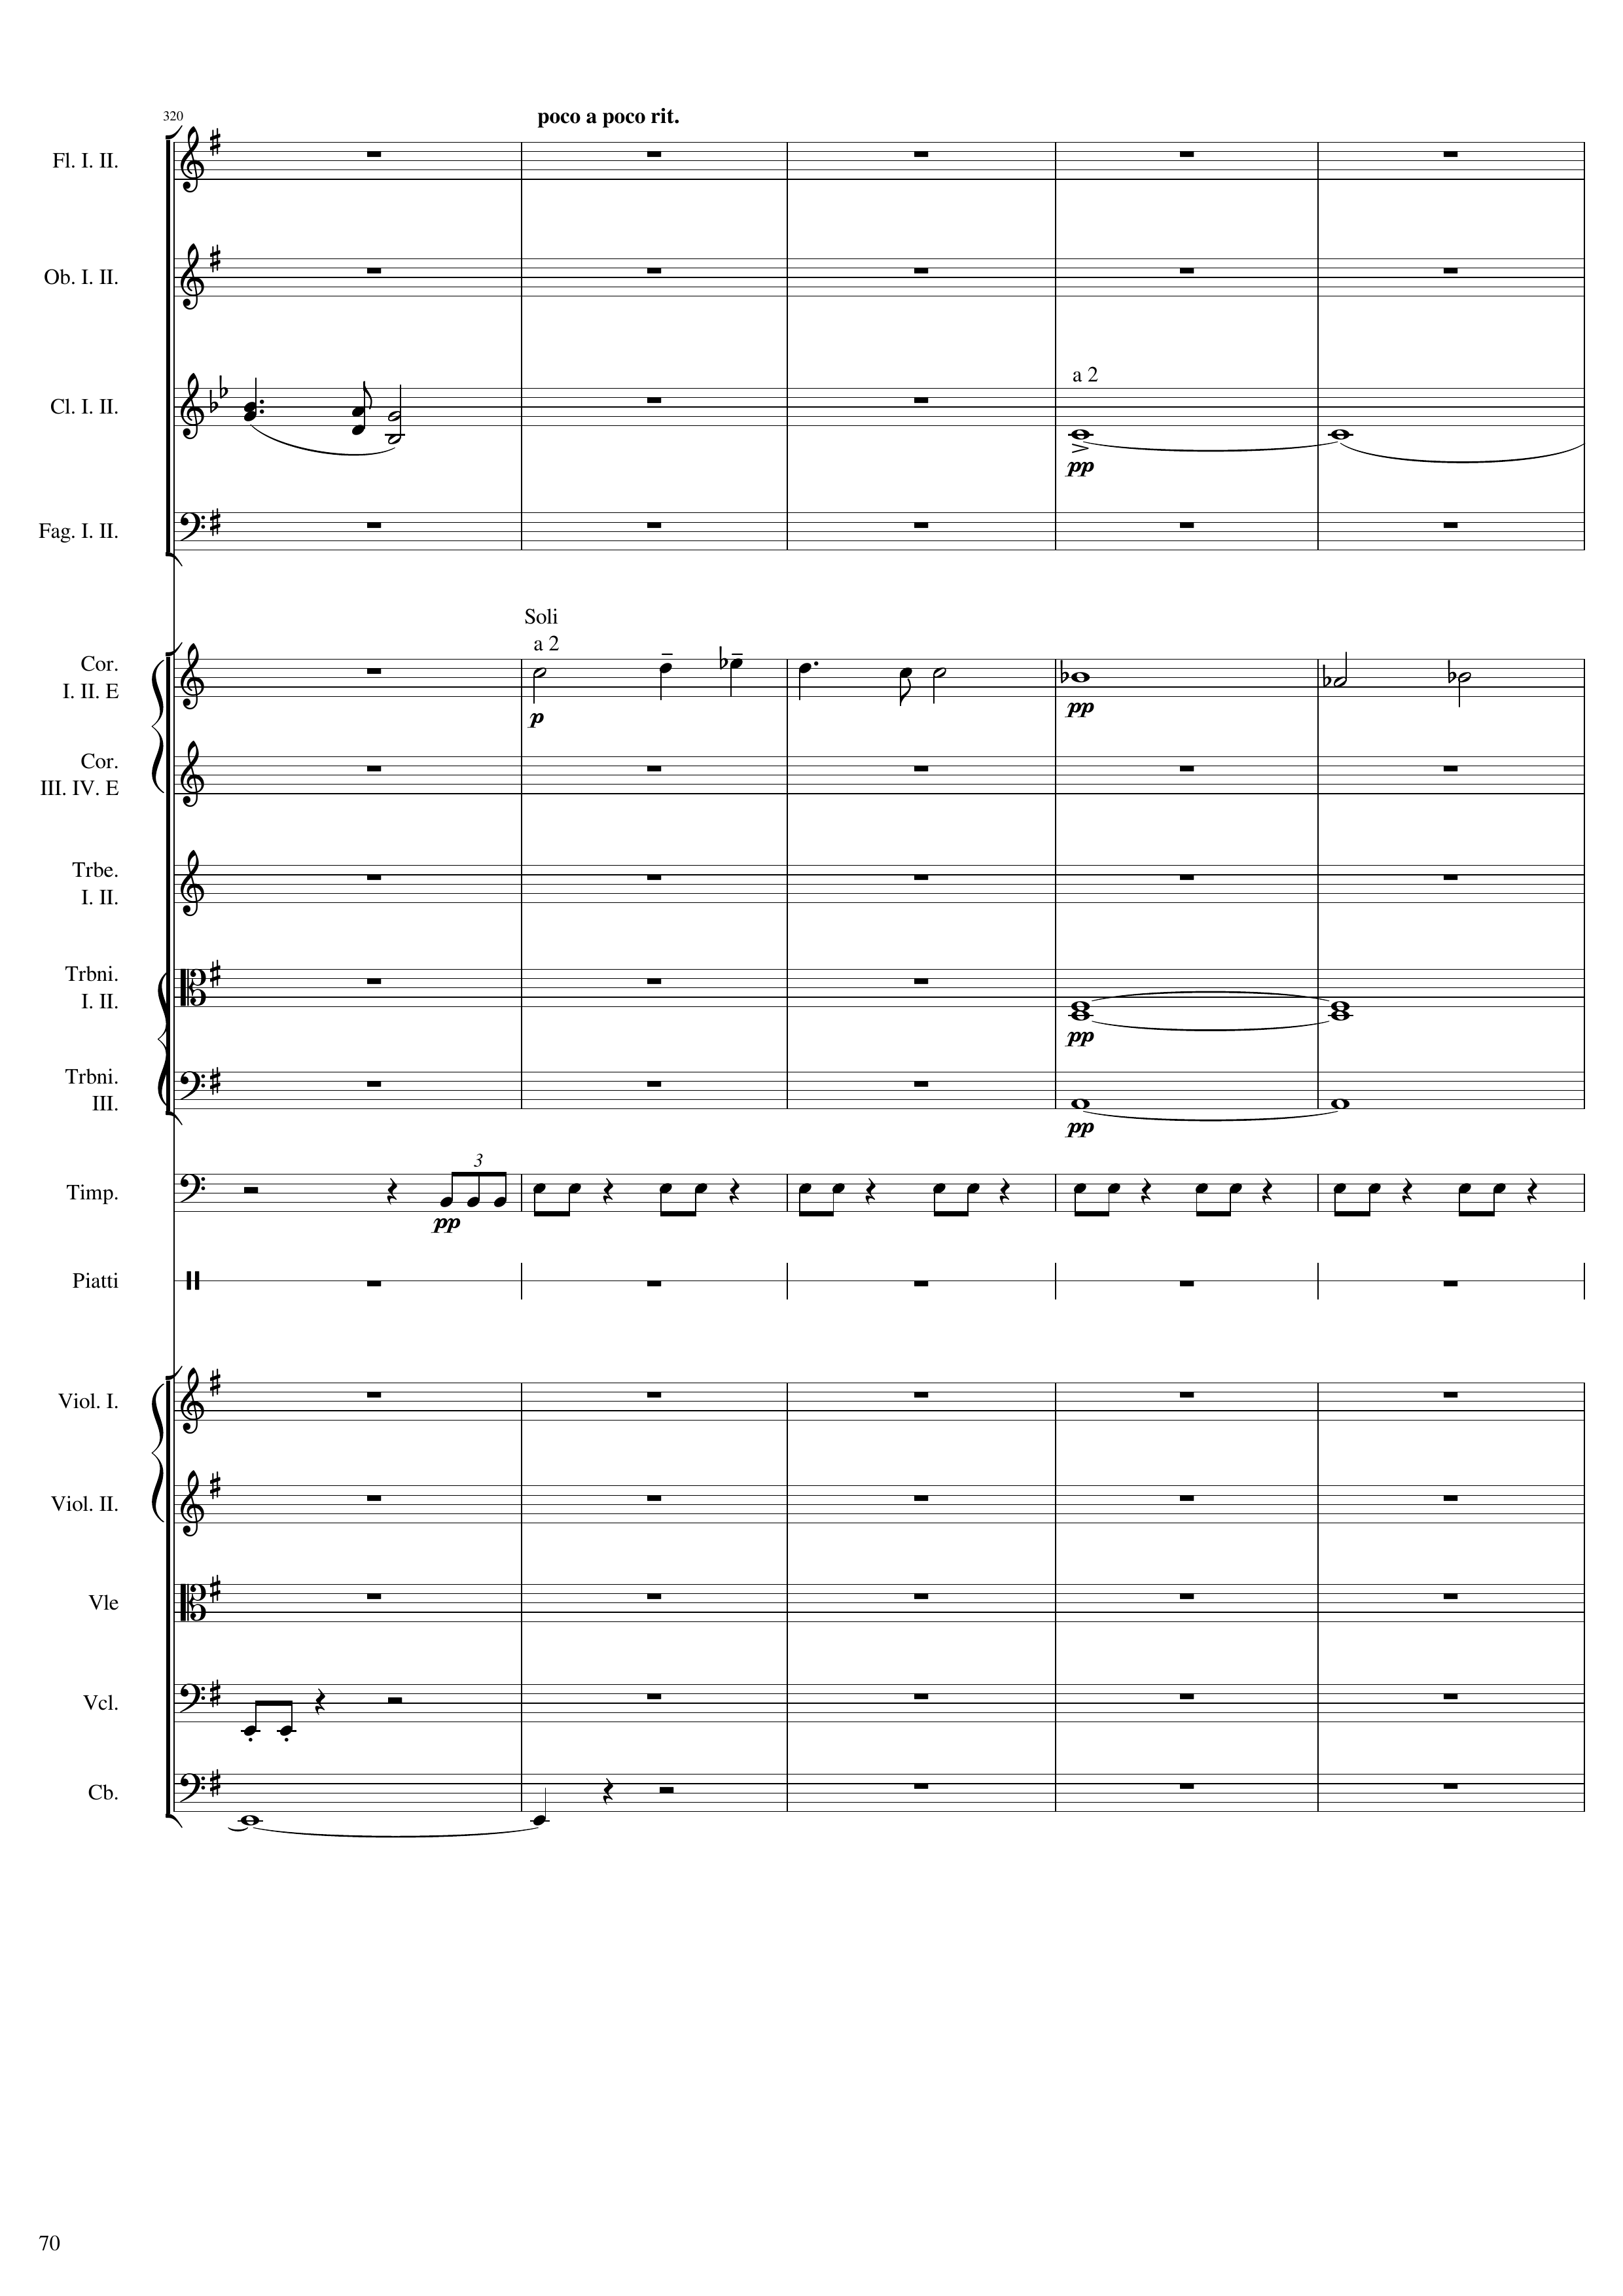 320
poco a poco rit.
Fl. I. II.
Ob. I. II.
a 2
Cl. I. II.
pp
Fag. I. II.
Soli
a 2
Cor.
I. II. E
p
pp
Cor.
III. IV. E
Trbe.
I. II.
Trbni.
I. II.
pp
Trbni.
III.
pp
3
Timp.
pp
Piatti
Viol. I.
Viol. II.
Vle
Vcl.
Cb.
70